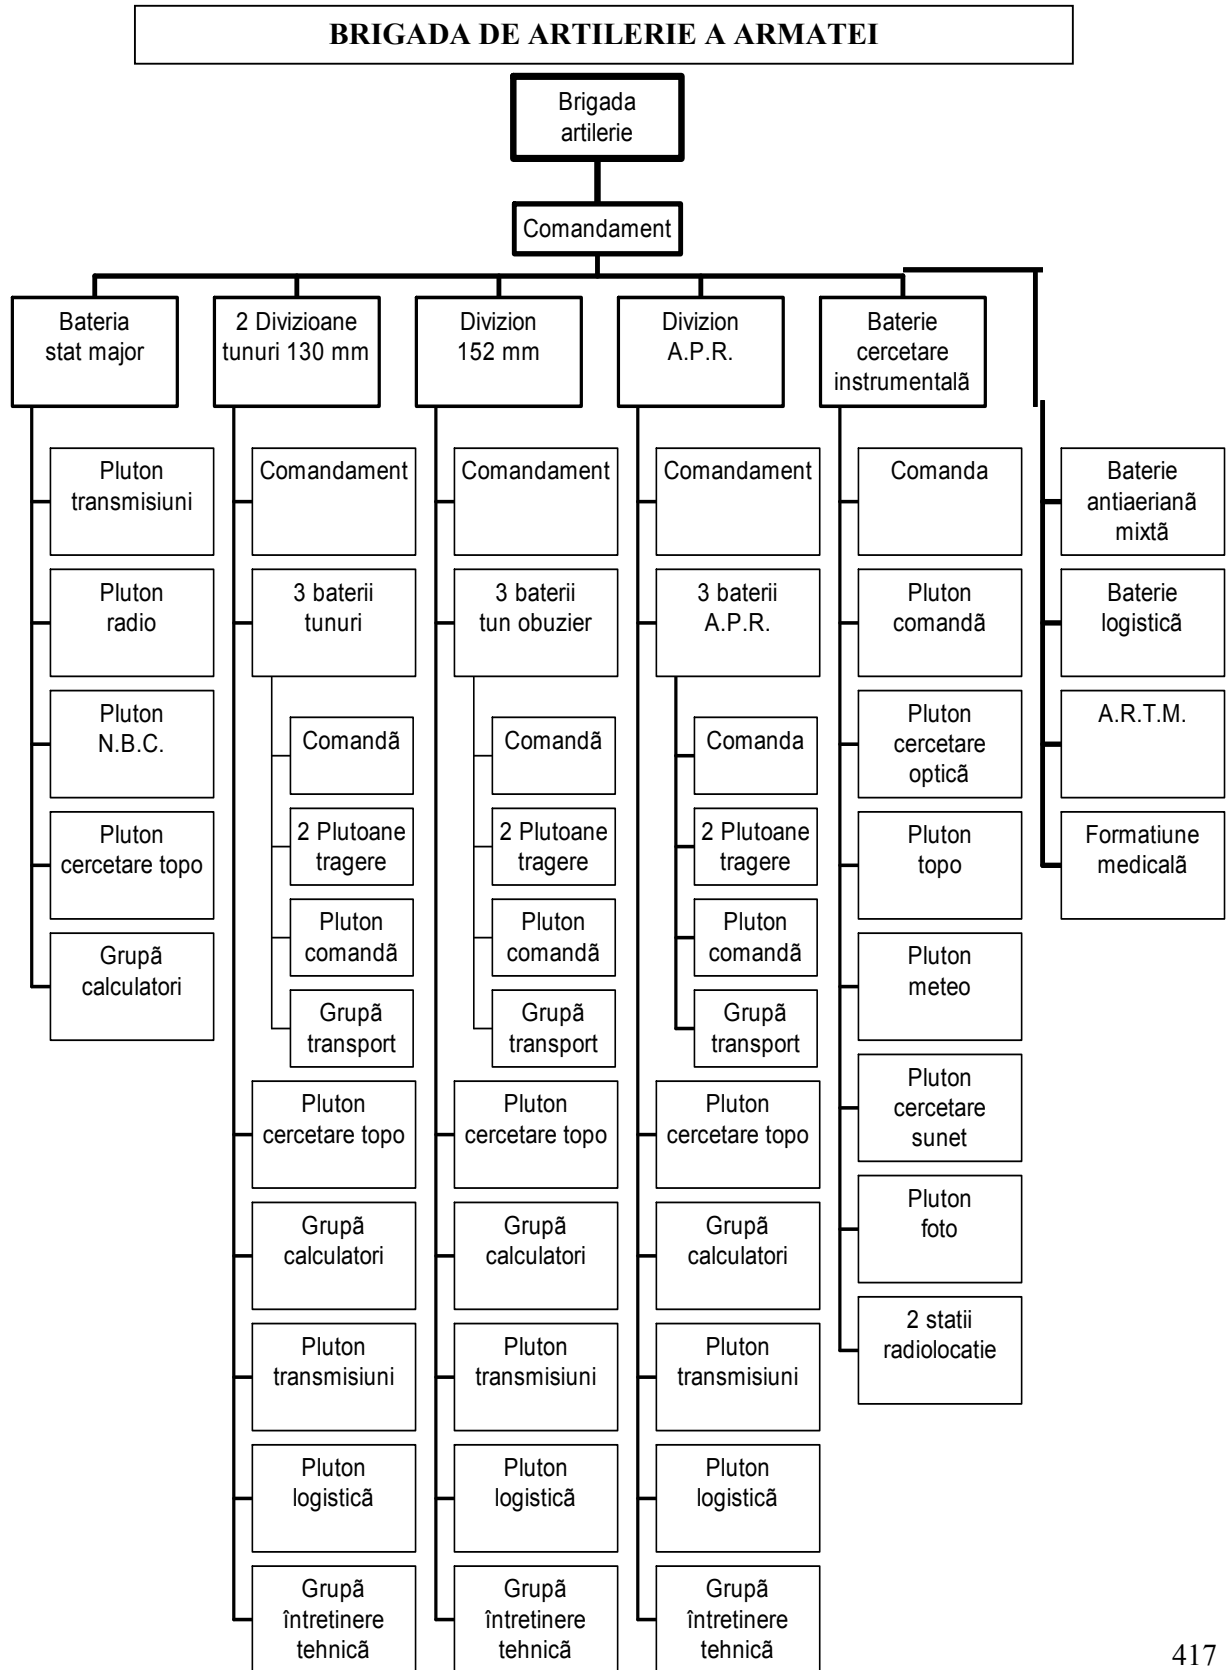 BRIGADA DE ARTILERIE A ARMATEI
Brigada
artilerie
Comandament
Bateria
stat major
2 Divizioane
tunuri 130 mm
Divizion
152 mm
Divizion
A.P.R.
Baterie
cercetare
instrumentalã
Pluton
transmisiuni
Pluton
radio
Pluton
N.B.C.
Pluton
cercetare topo
Grupã
calculatori
Comandament
3 baterii
tunuri
Comandã
2 Plutoane
tragere
Pluton
comandã
Grupã
transport
Pluton
cercetare topo
Grupã
calculatori
Pluton
transmisiuni
Pluton
logisticã
Grupã
întretinere
tehnicã
Comandament
3 baterii
tun obuzier
Comandã
2 Plutoane
tragere
Pluton
comandã
Grupã
transport
Pluton
cercetare topo
Grupã
calculatori
Pluton
transmisiuni
Pluton
logisticã
Grupã
întretinere
tehnicã
Comandament
3 baterii
A.P.R.
Comanda
2 Plutoane
tragere
Pluton
comandã
Grupã
transport
Pluton
cercetare topo
Grupã
calculatori
Pluton
transmisiuni
Pluton
logisticã
Grupã
întretinere
tehnicã
Comanda
Pluton
comandã
Pluton
cercetare
opticã
Pluton
topo
Pluton
meteo
Pluton
cercetare
sunet
Pluton
foto
2 statii
radiolocatie
Baterie
antiaerianã
mixtã
Baterie
logisticã
A.R.T.M.
Formatiune
medicalã
417